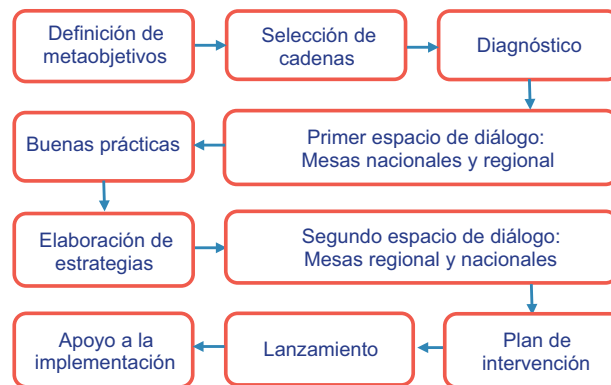 Definición de
metaobjetivos
Selección de
cadenas
Diagnóstico
Primer espacio de diálogo:
Mesas nacionales y regional
Buenas prácticas
Elaboración de
estrategias
Segundo espacio de diálogo:
Mesas regional y nacionales
Plan de
intervención
Lanzamiento
Apoyo a la
implementación